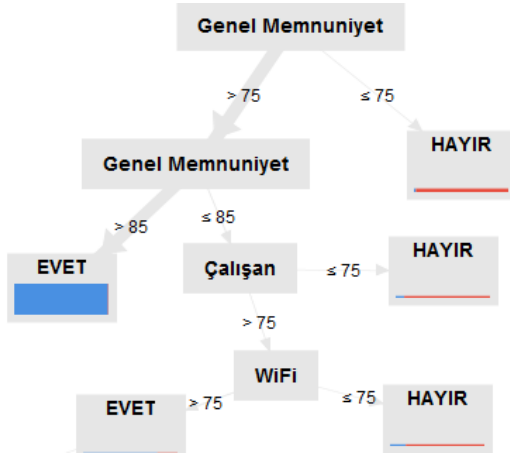 Genel Memnuniyet
> 75
≤ 75
HAYIR
Genel Memnuniyet
> 85
≤ 85
EVET
Çalışan
≤ 75
HAYIR
> 75
WiFi
> 75
≤ 75
EVET
HAYIR